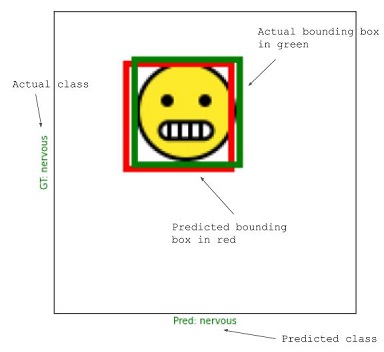 Actual bounding box
in green
Actual class
GT: nervous
Predicted bounding
box in red
Pred: nervous
Predicted class